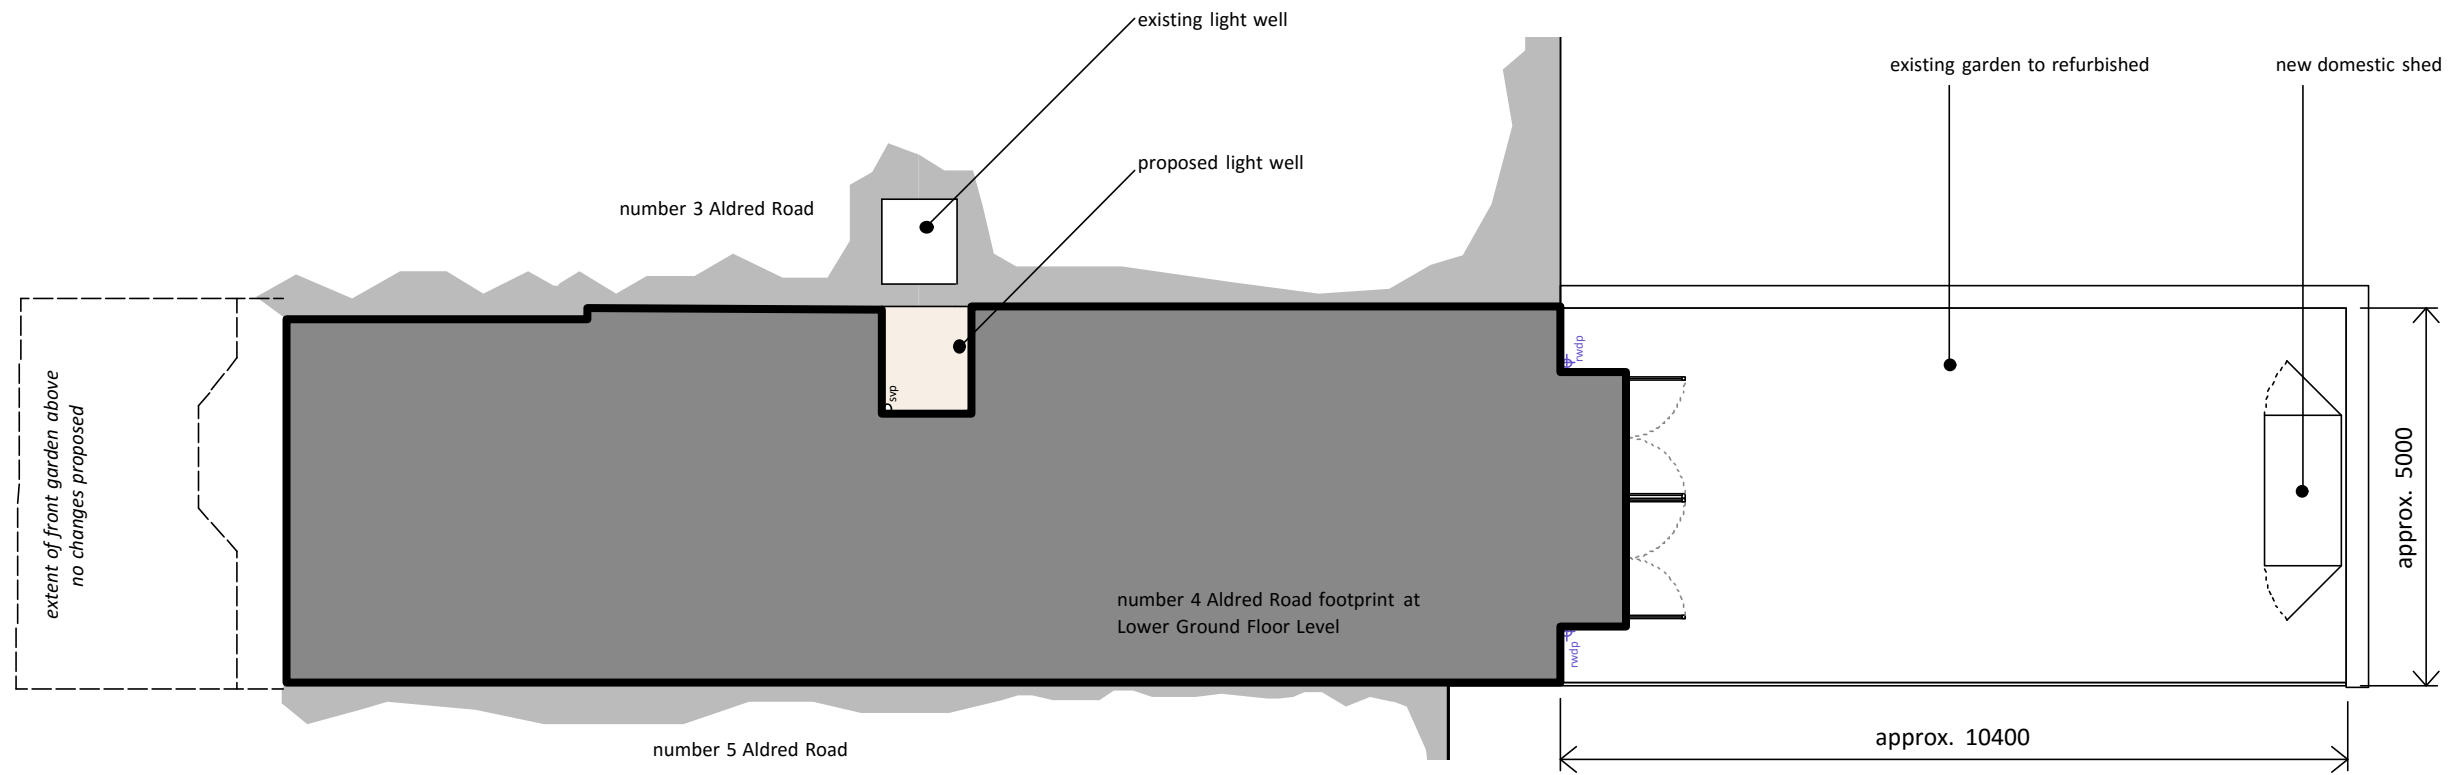 existing light well
existing garden to refurbished
new domestic shed
proposed light well
number 3 Aldred Road
rwdp
svp
extent of front garden above
no changes proposed
approx. 5000
number 4 Aldred Road footprint at
Lower Ground Floor Level
rwdp
number 5 Aldred Road
approx. 10400